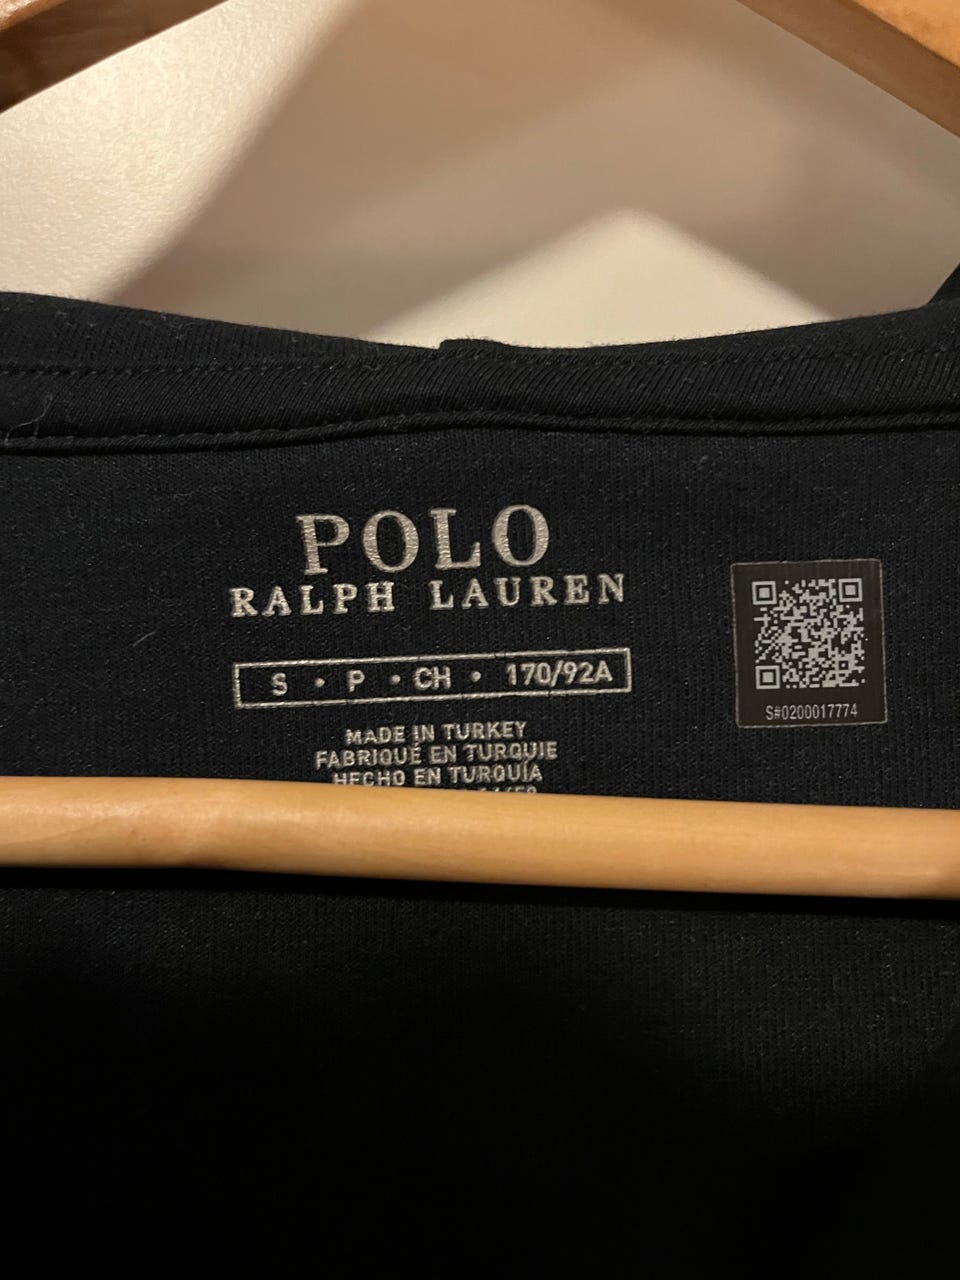 POLO
RALPH LAUREN
S • P • CH • 170/92A
MADE IN TURKEY
FABRIQUÉ EN TURQUIE
HECHO EN TURQUÍA
S#0200017774